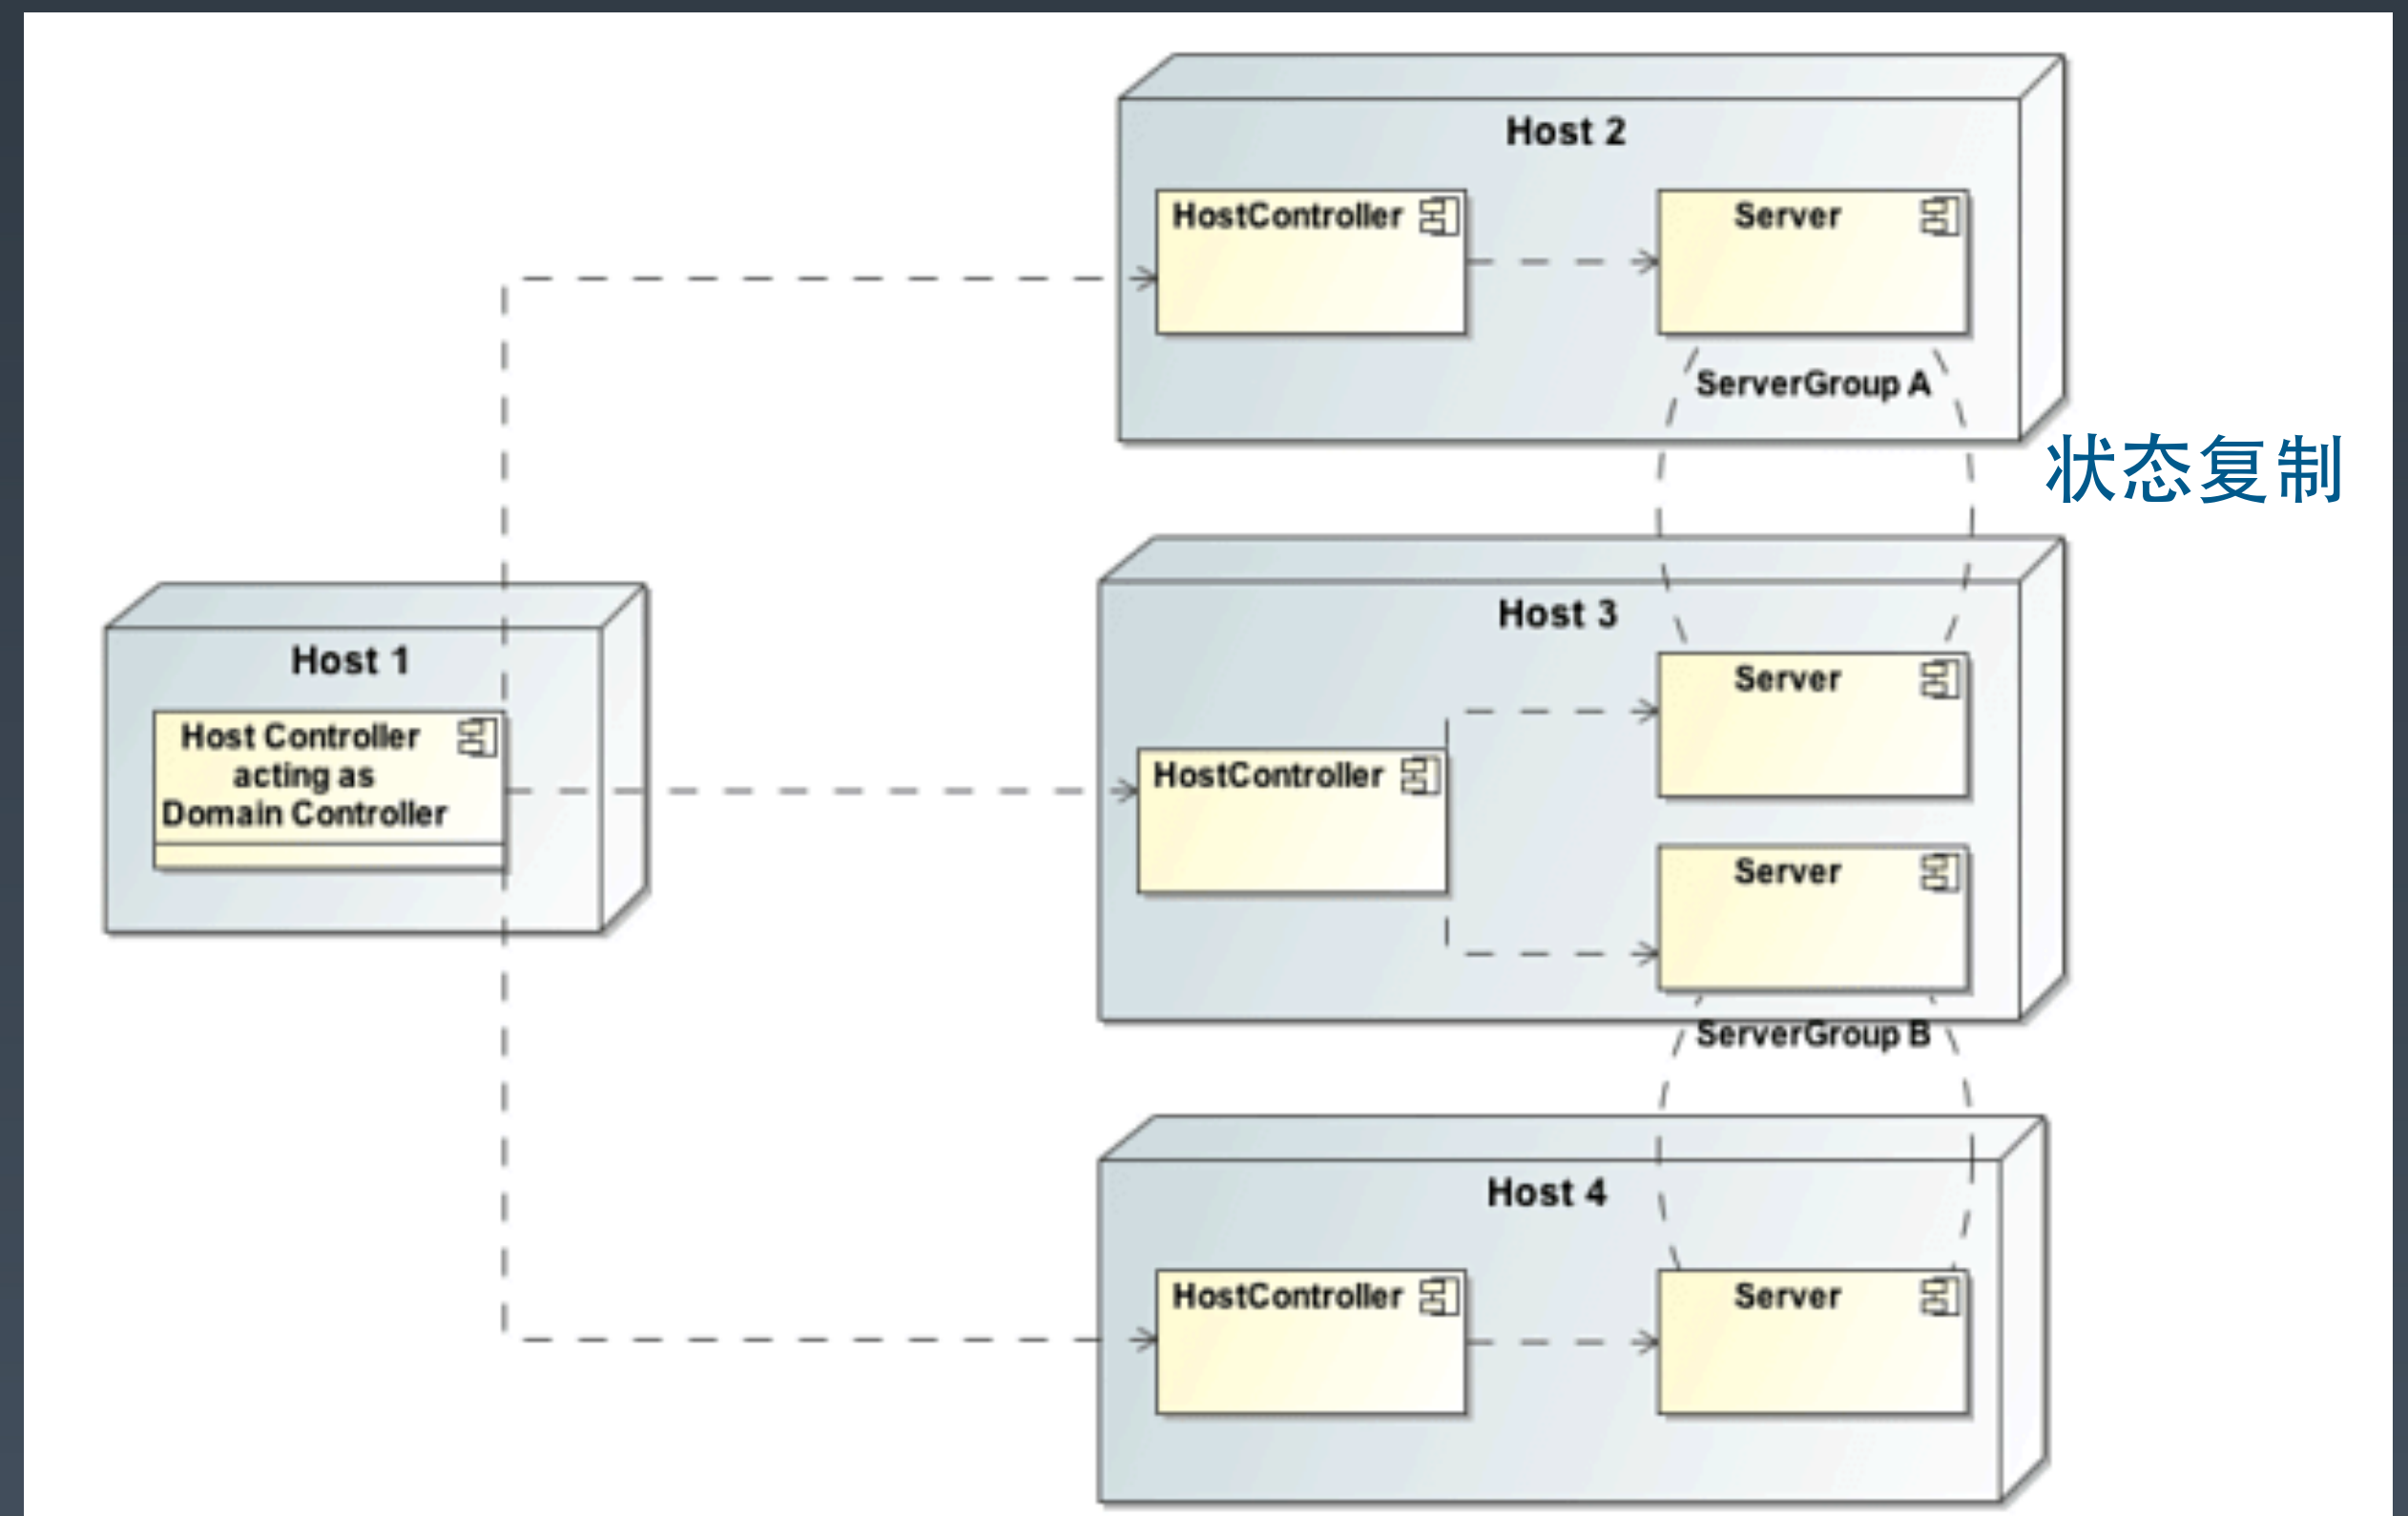 Host 2
HostController
Server
ServerGroup A
状态复制
Host 1
Host Controller
acting as
Domain Controller
Host 3
HostController
Server
Server
ServerGroup B
Host 4
HostController
Server